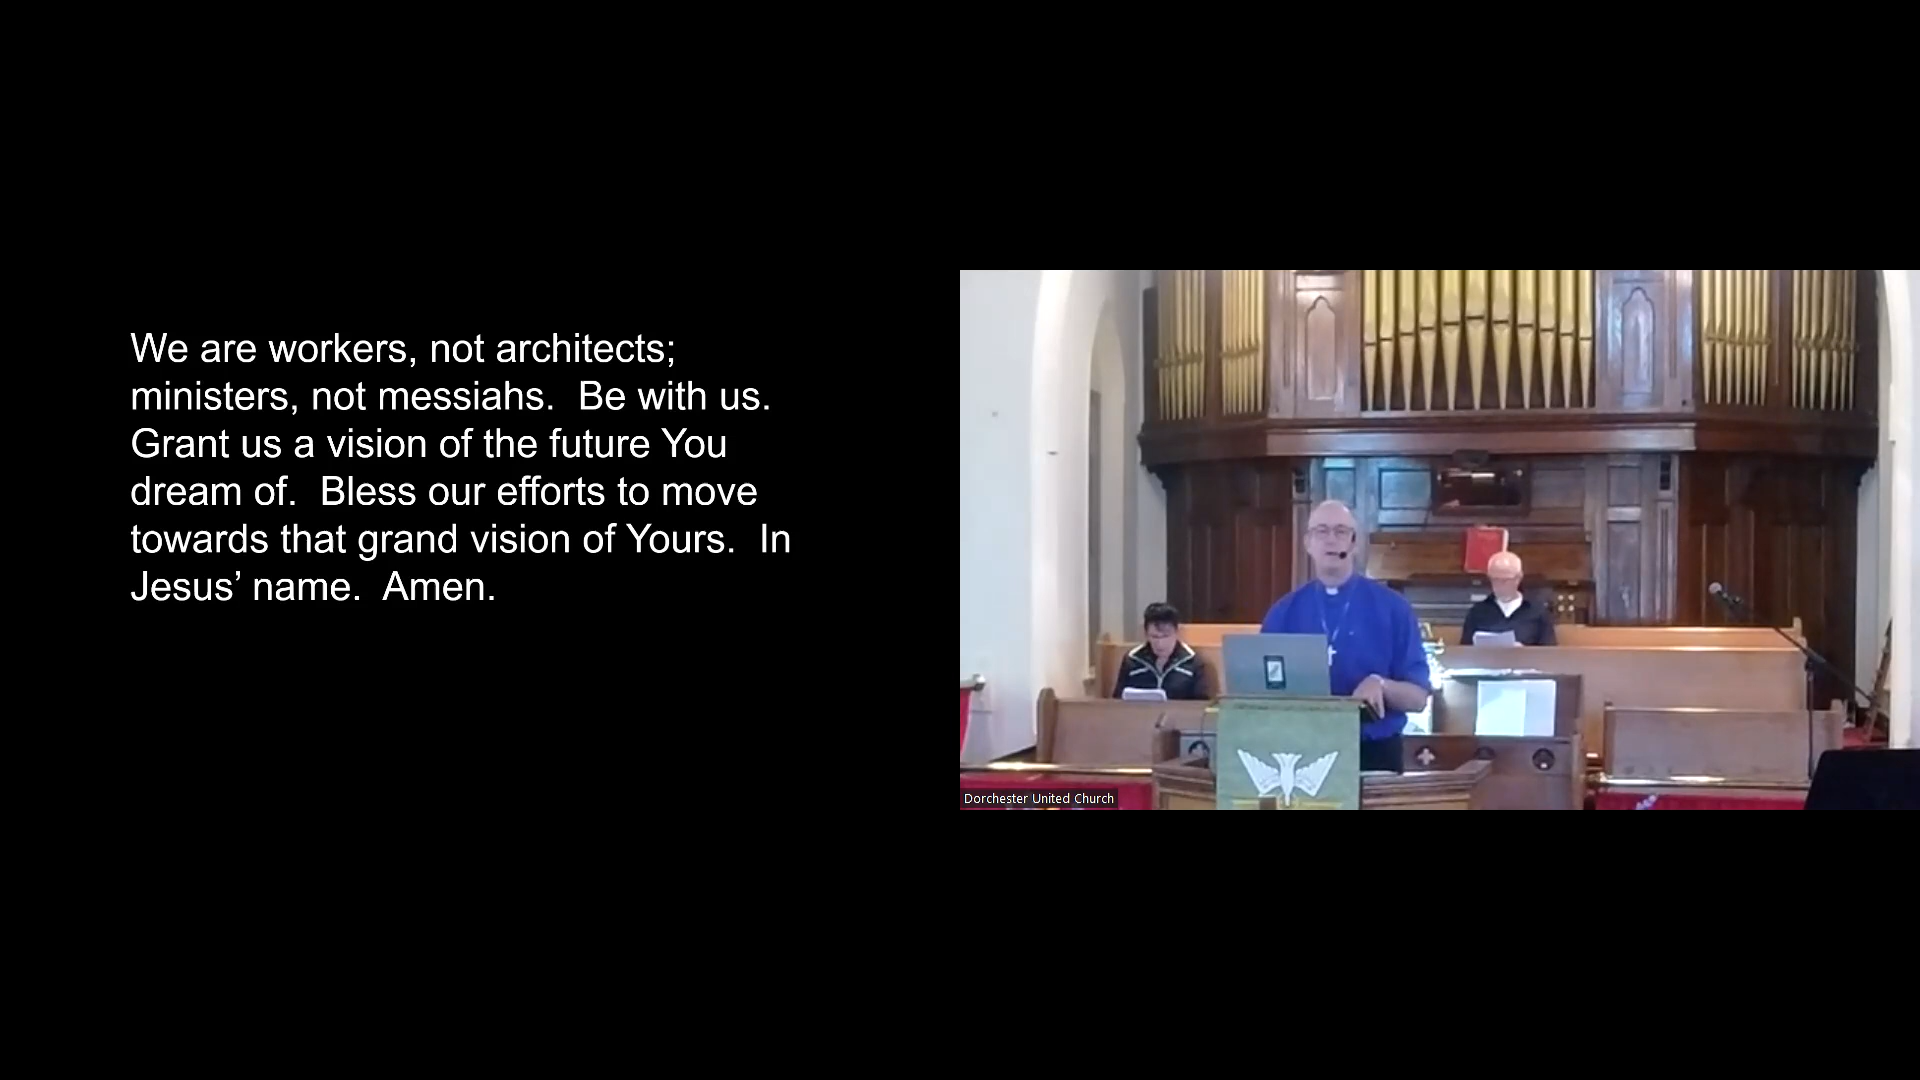 We are workers, not architects;
ministers, not messiahs.  Be with us.
Grant us a vision of the future You
dream of.  Bless our efforts to move
towards that grand vision of Yours.  In
Jesus’ name.  Amen.
Dorchester United Church